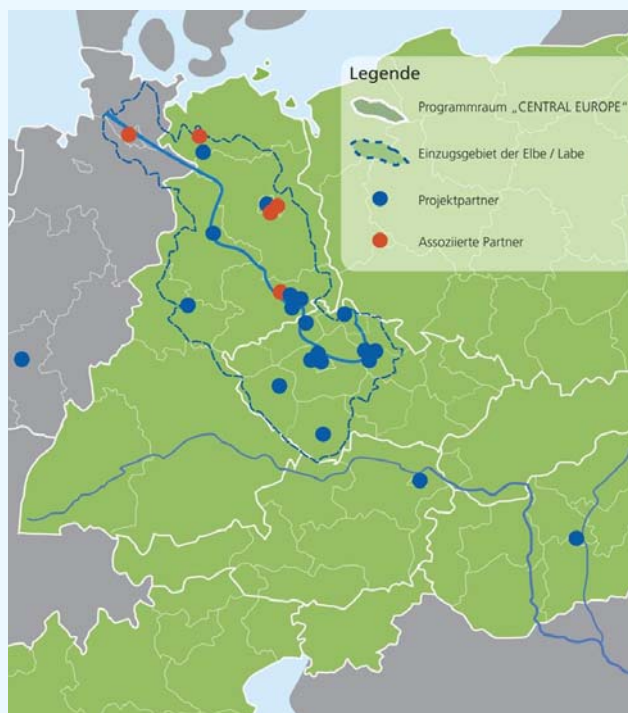 Legende
Programmraum „CENTRAL EUROPE“
Einzugsgebiet der Elbe / Labe
Projektpartner
Assoziierte Partner